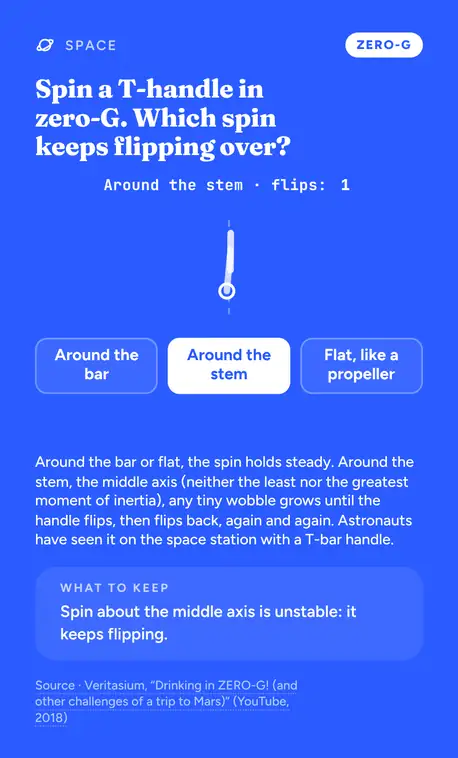 SPACE
ZERO-G
Spin a T-handle in
zero-G. Which spin
keeps flipping over?
Around the stem · flips: 1
Around the
bar
Around the
stem
Flat, like a
propeller
Around the bar or flat, the spin holds steady. Around the
stem, the middle axis (neither the least nor the greatest
moment of inertia), any tiny wobble grows until the
handle flips, then flips back, again and again. Astronauts
have seen it on the space station with a T-bar handle.
WHAT TO KEEP
Spin about the middle axis is unstable: it
keeps flipping.
Source · Veritasium, “Drinking in ZERO-G! (and
other challenges of a trip to Mars)” (YouTube,
2018)